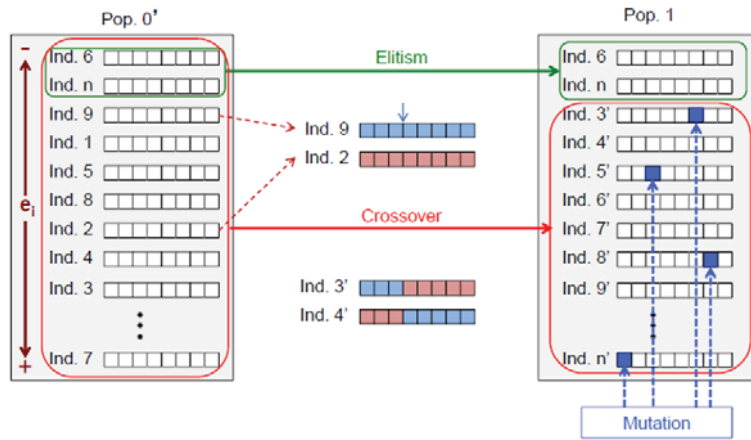 Pop. 0'
Pop. 1
-
Ind. 6
Ind. n
Ind. 9
Ind. 1
Ind. 5
Ind. 8
Ind. 2
Ind. 4
Ind. 3
Ind. 7
+
ei
Elitism
Ind. 9
Ind. 2
Crossover
Ind. 3'
Ind. 4'
Ind. 6
Ind. n
Ind. 3'
Ind. 4'
Ind. 5'
Ind. 6'
Ind. 7'
Ind. 8'
Ind. 9'
Ind. n'
Mutation